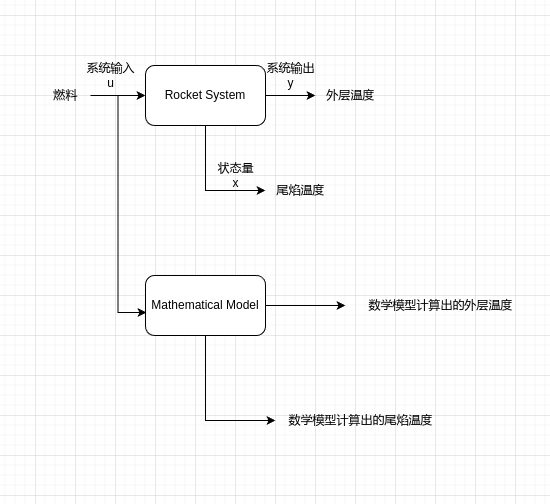 系统输入
u
燃料
Rocket System
系统输出
y
外层温度
状态量
x
尾焰温度
Mathematical Model
数学模型计算出的外层温度
数学模型计算出的尾焰温度